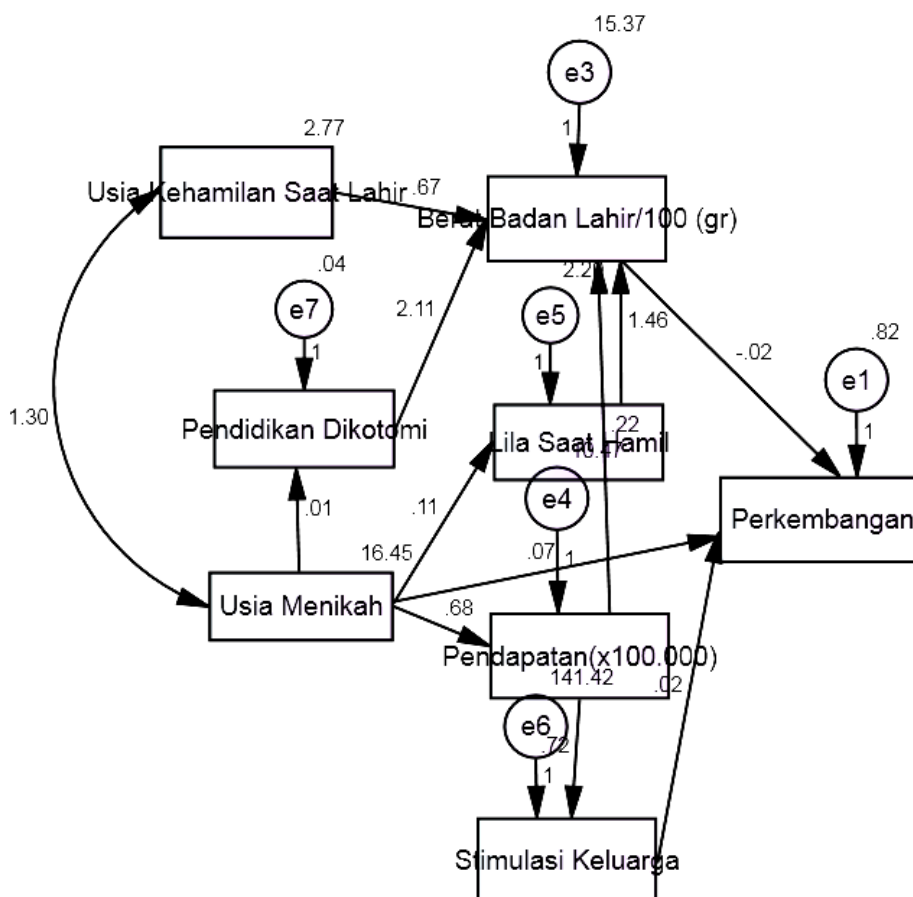 15.37
e3
1
2.77
Usia Kehamilan Saat Lahir
.67
Berat Badan Lahir/100 (gr)
.04
e7
1
2.11
e5
1
1.46
-.02
.82
e1
1
1.30
Pendidikan Dikotomi
Lila Saat Hamil
.22
10.47
e4
.01
.11
16.45
.07
1
Perkembangan
Usia Menikah
.68
Pendapatan(x100.000)
141.42
.02
e6
.72
1
Stimulasi Keluarga